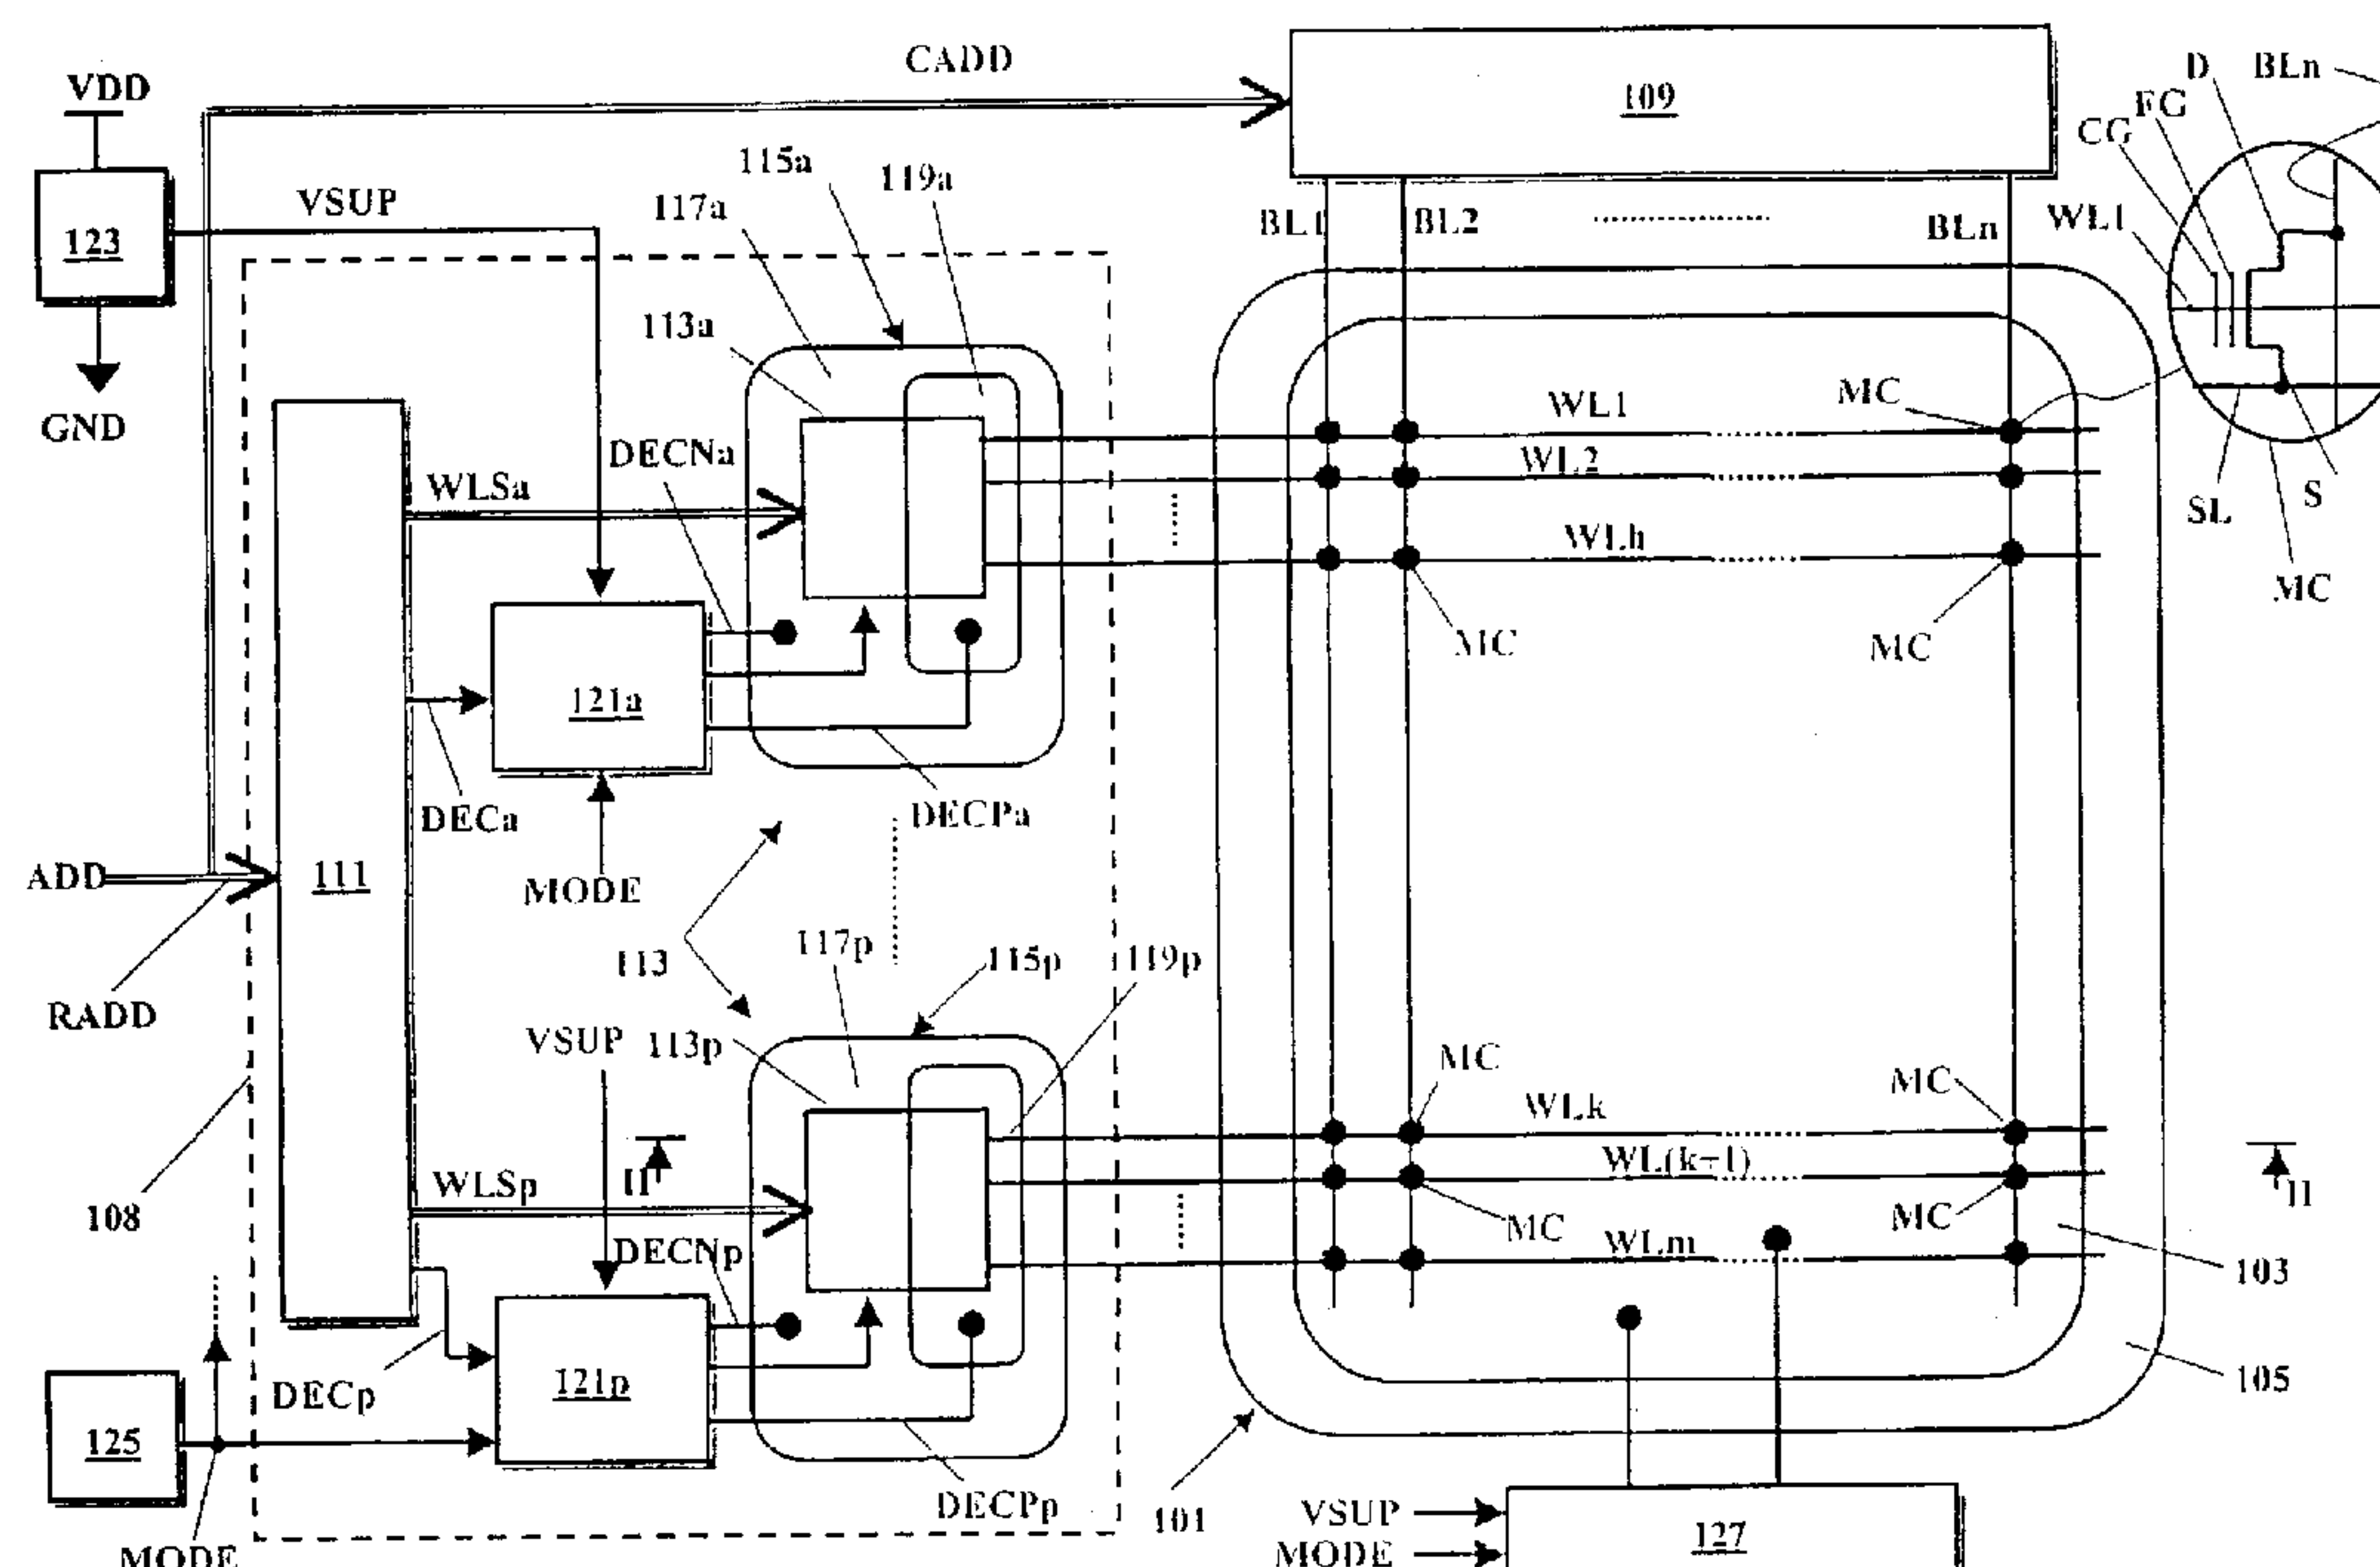 VDD
CADD
109
D
BLn
FG
CG
115a
119a
VSUP
117a
123
BL1
BL2
BLn
WL1
113a
GND
WL1
MC
DECNa
WLSa
WL2
SL
S
WLh
MC
MC
MC
121a
DECa
DECPa
ADD
111
MODE
113
117p
115p
119p
RADD
VSUP
113p
MC
MC
WLk
WL(k+1)
WLSp
II
II
108
MC
MC
DECNp
WLm
103
DECp
121p
105
125
DECPp
101
VSUP
127
MODE
MODE